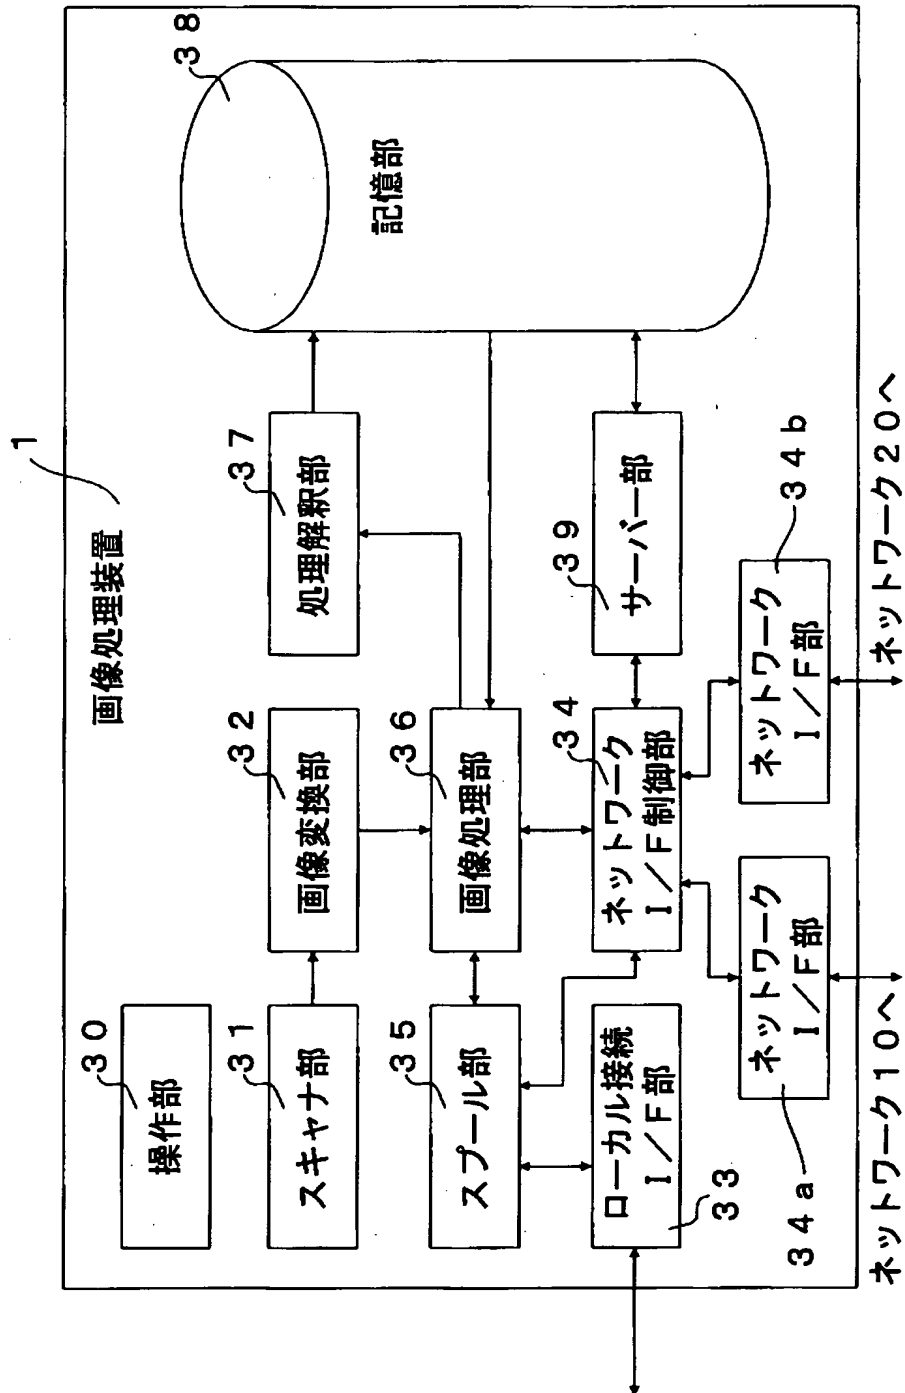 画像処理装置
1
操作部
30
スキャナ部
31
画像変換部
32
処理解釈部
37
記憶部
38
スプール部
35
画像処理部
36
ローカル接続
I/F部
33
ネットワーク
I/F制御部
34
サーバー部
39
ネットワーク
I/F部
34a
ネットワーク
I/F部
34b
ネットワーク10へ
ネットワーク20へ